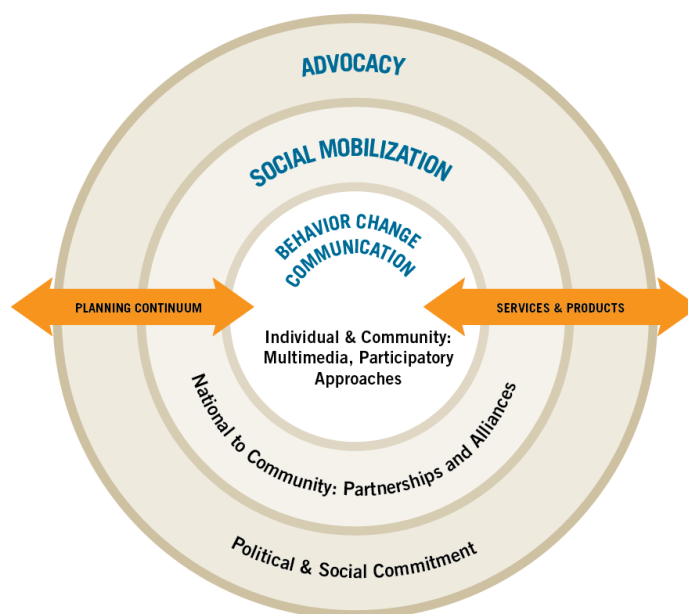 ADVOCACY
SOCIAL MOBILIZATION
BEHAVIOR CHANGE
COMMUNICATION
PLANNING CONTINUUM
SERVICES & PRODUCTS
Individual & Community:
Multimedia, Participatory
Approaches
National to Community: Partnerships and Alliances
Political & Social Commitment